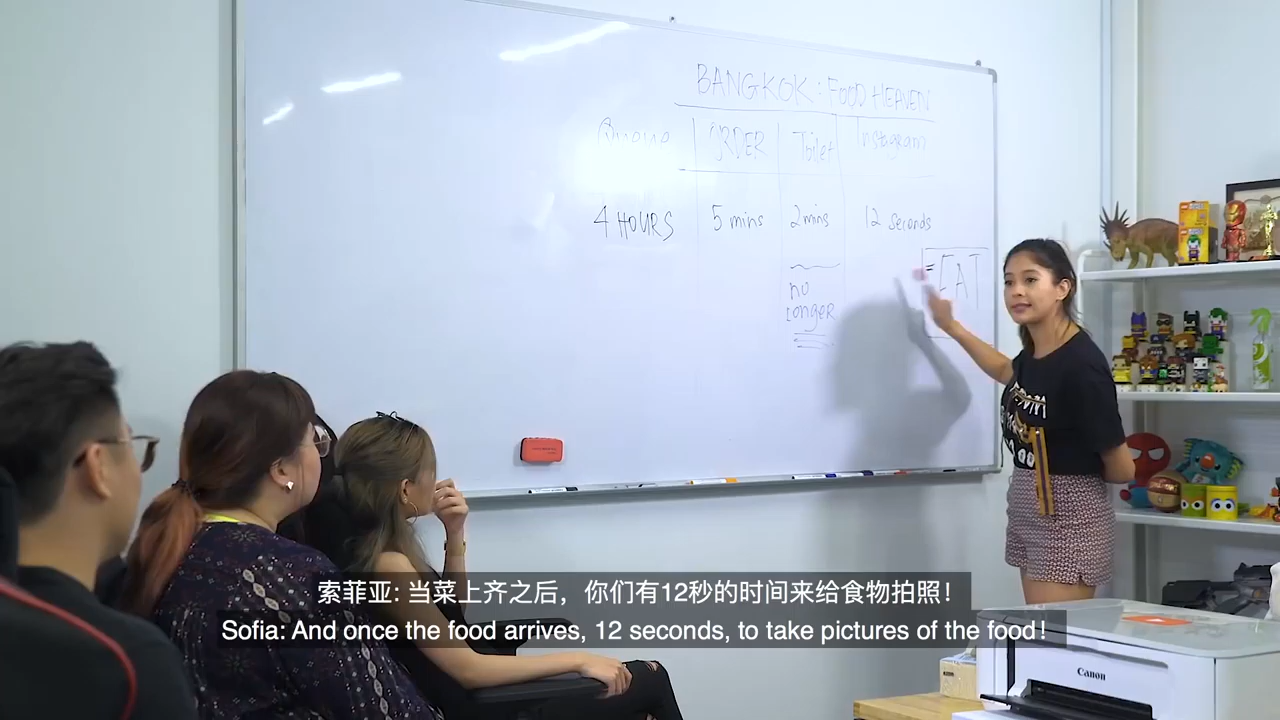 BANGKOK : FOOD HEAVEN
Queue ORDER Toilet Instagram
4 HOURS 5 mins 2 mins 12 seconds
= EAT
no
Longer
索菲亚: 当菜上齐之后，你们有12秒的时间来给食物拍照！
Sofia: And once the food arrives, 12 seconds, to take pictures of the food!
Canon